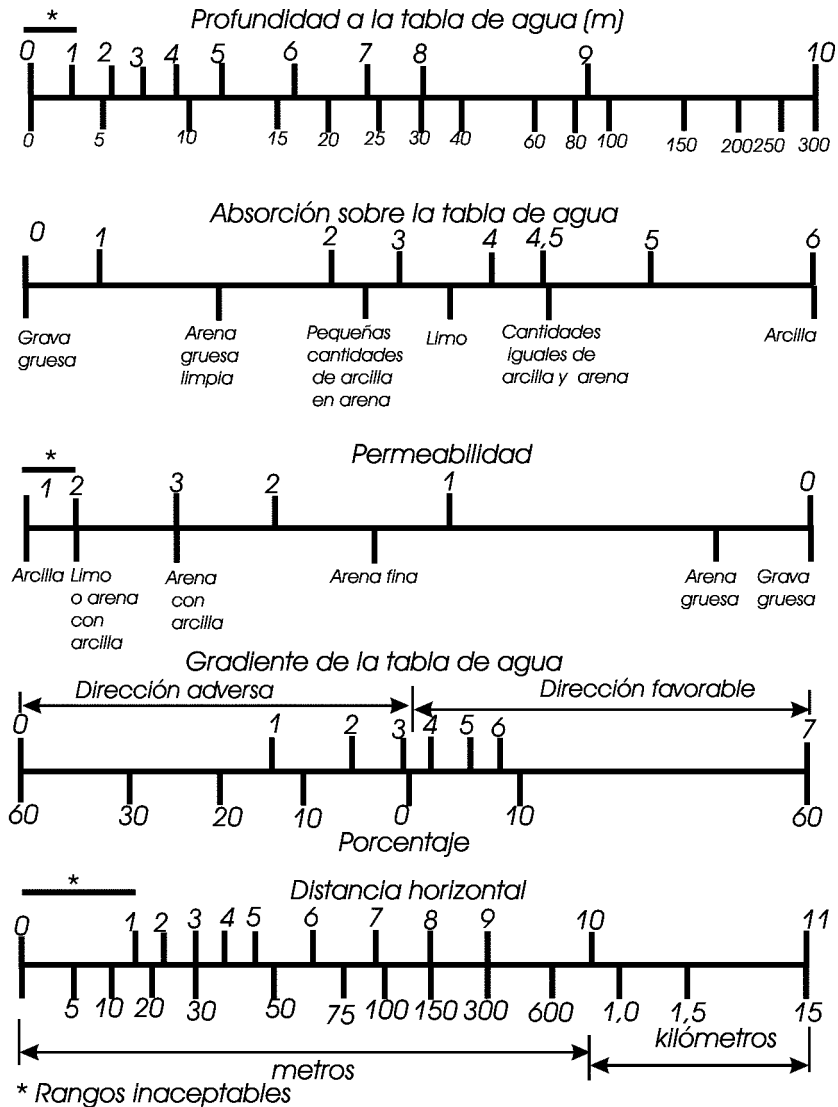 Profundidad a la tabla de agua (m)
*
0 1 2 3 4 5 6 7 8 9 10
0 5 10 15 20 25 30 40 60 80 100 150 200 250 300
Absorción sobre la tabla de agua
0 1 2 3 4 4,5 5 6
Grava Arena Pequeñas Limo Cantidades Arcilla
gruesa gruesa cantidades iguales de
limpia de arcilla arcilla y arena
en arena
Permeabilidad
*
1 2 3 2 1 0
Arcilla Limo Arena Arena fina Arena Grava
o arena con gruesa gruesa
con arcilla
arcilla
Gradiente de la tabla de agua
Dirección adversa Dirección favorable
0 1 2 3 4 5 6 7
60 30 20 10 0 10 60
Porcentaje
*
Distancia horizontal
0 1 2 3 4 5 6 7 8 9 10 11
5 10 20 30 50 75 100 150 300 600 1,0 1,5 15
metros kilómetros
* Rangos inaceptables